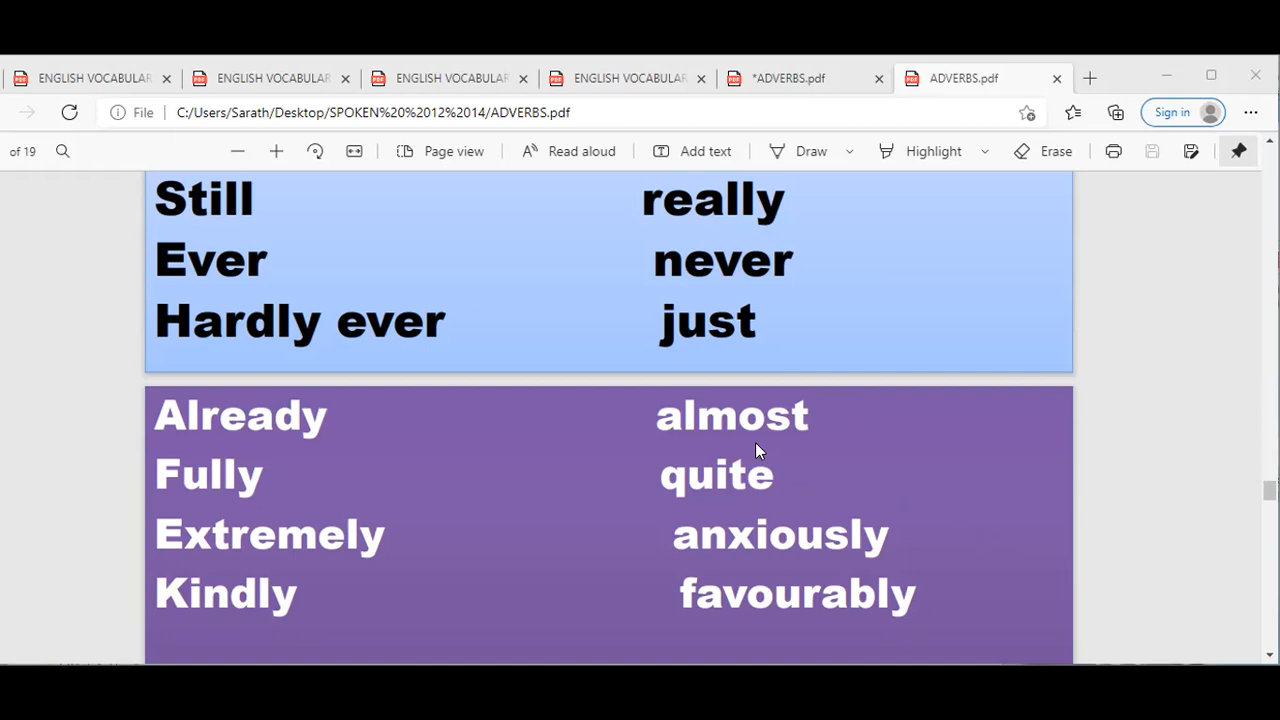 ENGLISH VOCABULAR ENGLISH VOCABULAR ENGLISH VOCABULAR ENGLISH VOCABULAR *ADVERBS.pdf ADVERBS.pdf
File C:/Users/Sarath/Desktop/SPOKEN%20%2012%2014/ADVERBS.pdf Sign in
of 19 Page view Read aloud Add text Draw Highlight Erase
Still really
Ever never
Hardly ever just
Already almost
Fully quite
Extremely anxiously
Kindly favourably